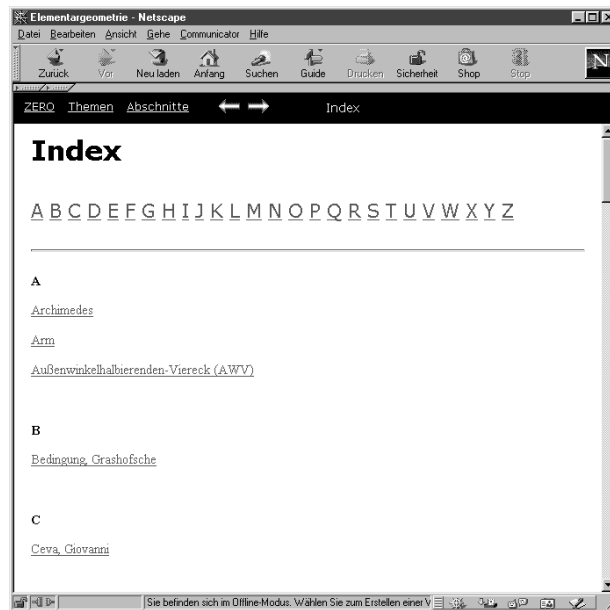 Elementargeometrie - Netscape
Datei Bearbeiten Ansicht Gehe Communicator Hilfe
Zurück Vor Neu laden Anfang Suchen Guide Drucken Sicherheit Shop Stop N
ZERO Themen Abschnitte Index
Index
A B C D E F G H I J K L M N O P Q R S T U V W X Y Z
A
Archimedes
Arm
Außenwinkelhalbierenden-Viereck (AWV)
B
Bedingung, Grashofsche
C
Ceva, Giovanni
Sie befinden sich im Offline-Modus. Wählen Sie zum Erstellen einer V